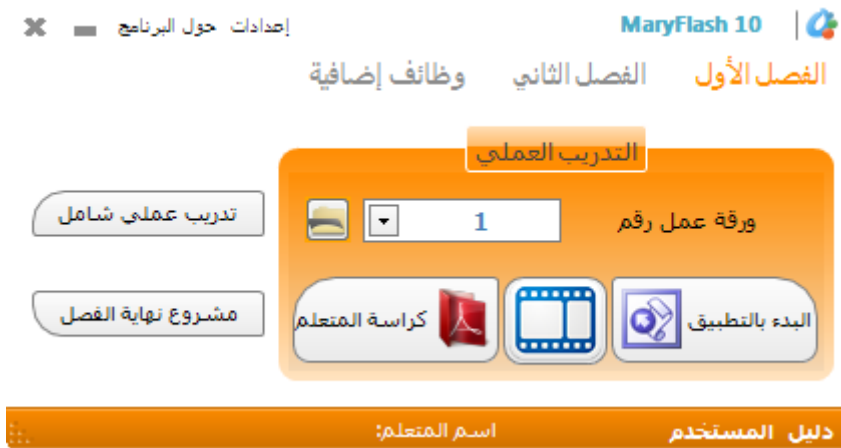 MaryFlash 10 إعدادات حول البرنامج
الفصل الأول الفصل الثاني وظائف إضافية
التدريب العملي
ورقة عمل رقم 1 تدريب عملي شامل
البدء بالتطبيق كراسة المتعلم مشروع نهاية الفصل
دليل المستخدم اسم المتعلم: